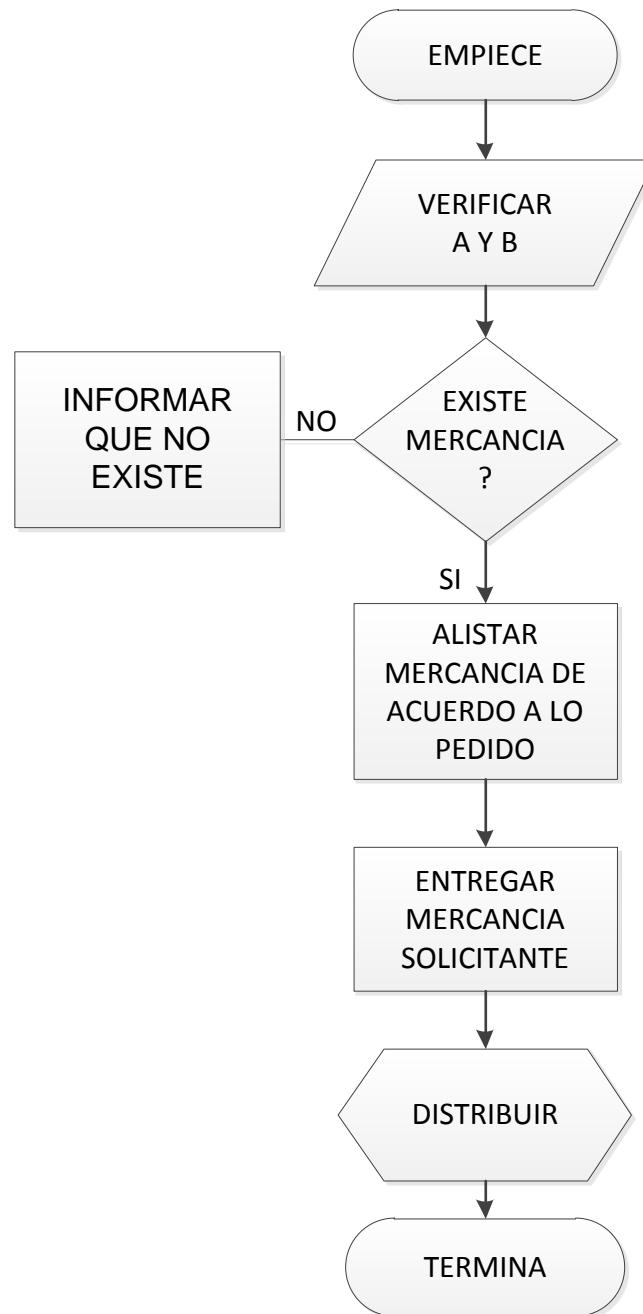 EMPIECE
VERIFICAR
A Y B
EXISTE
MERCANCIA
?
NO
INFORMAR
QUE NO
EXISTE
SI
ALISTAR
MERCANCIA DE
ACUERDO A LO
PEDIDO
ENTREGAR
MERCANCIA
SOLICITANTE
DISTRIBUIR
TERMINA